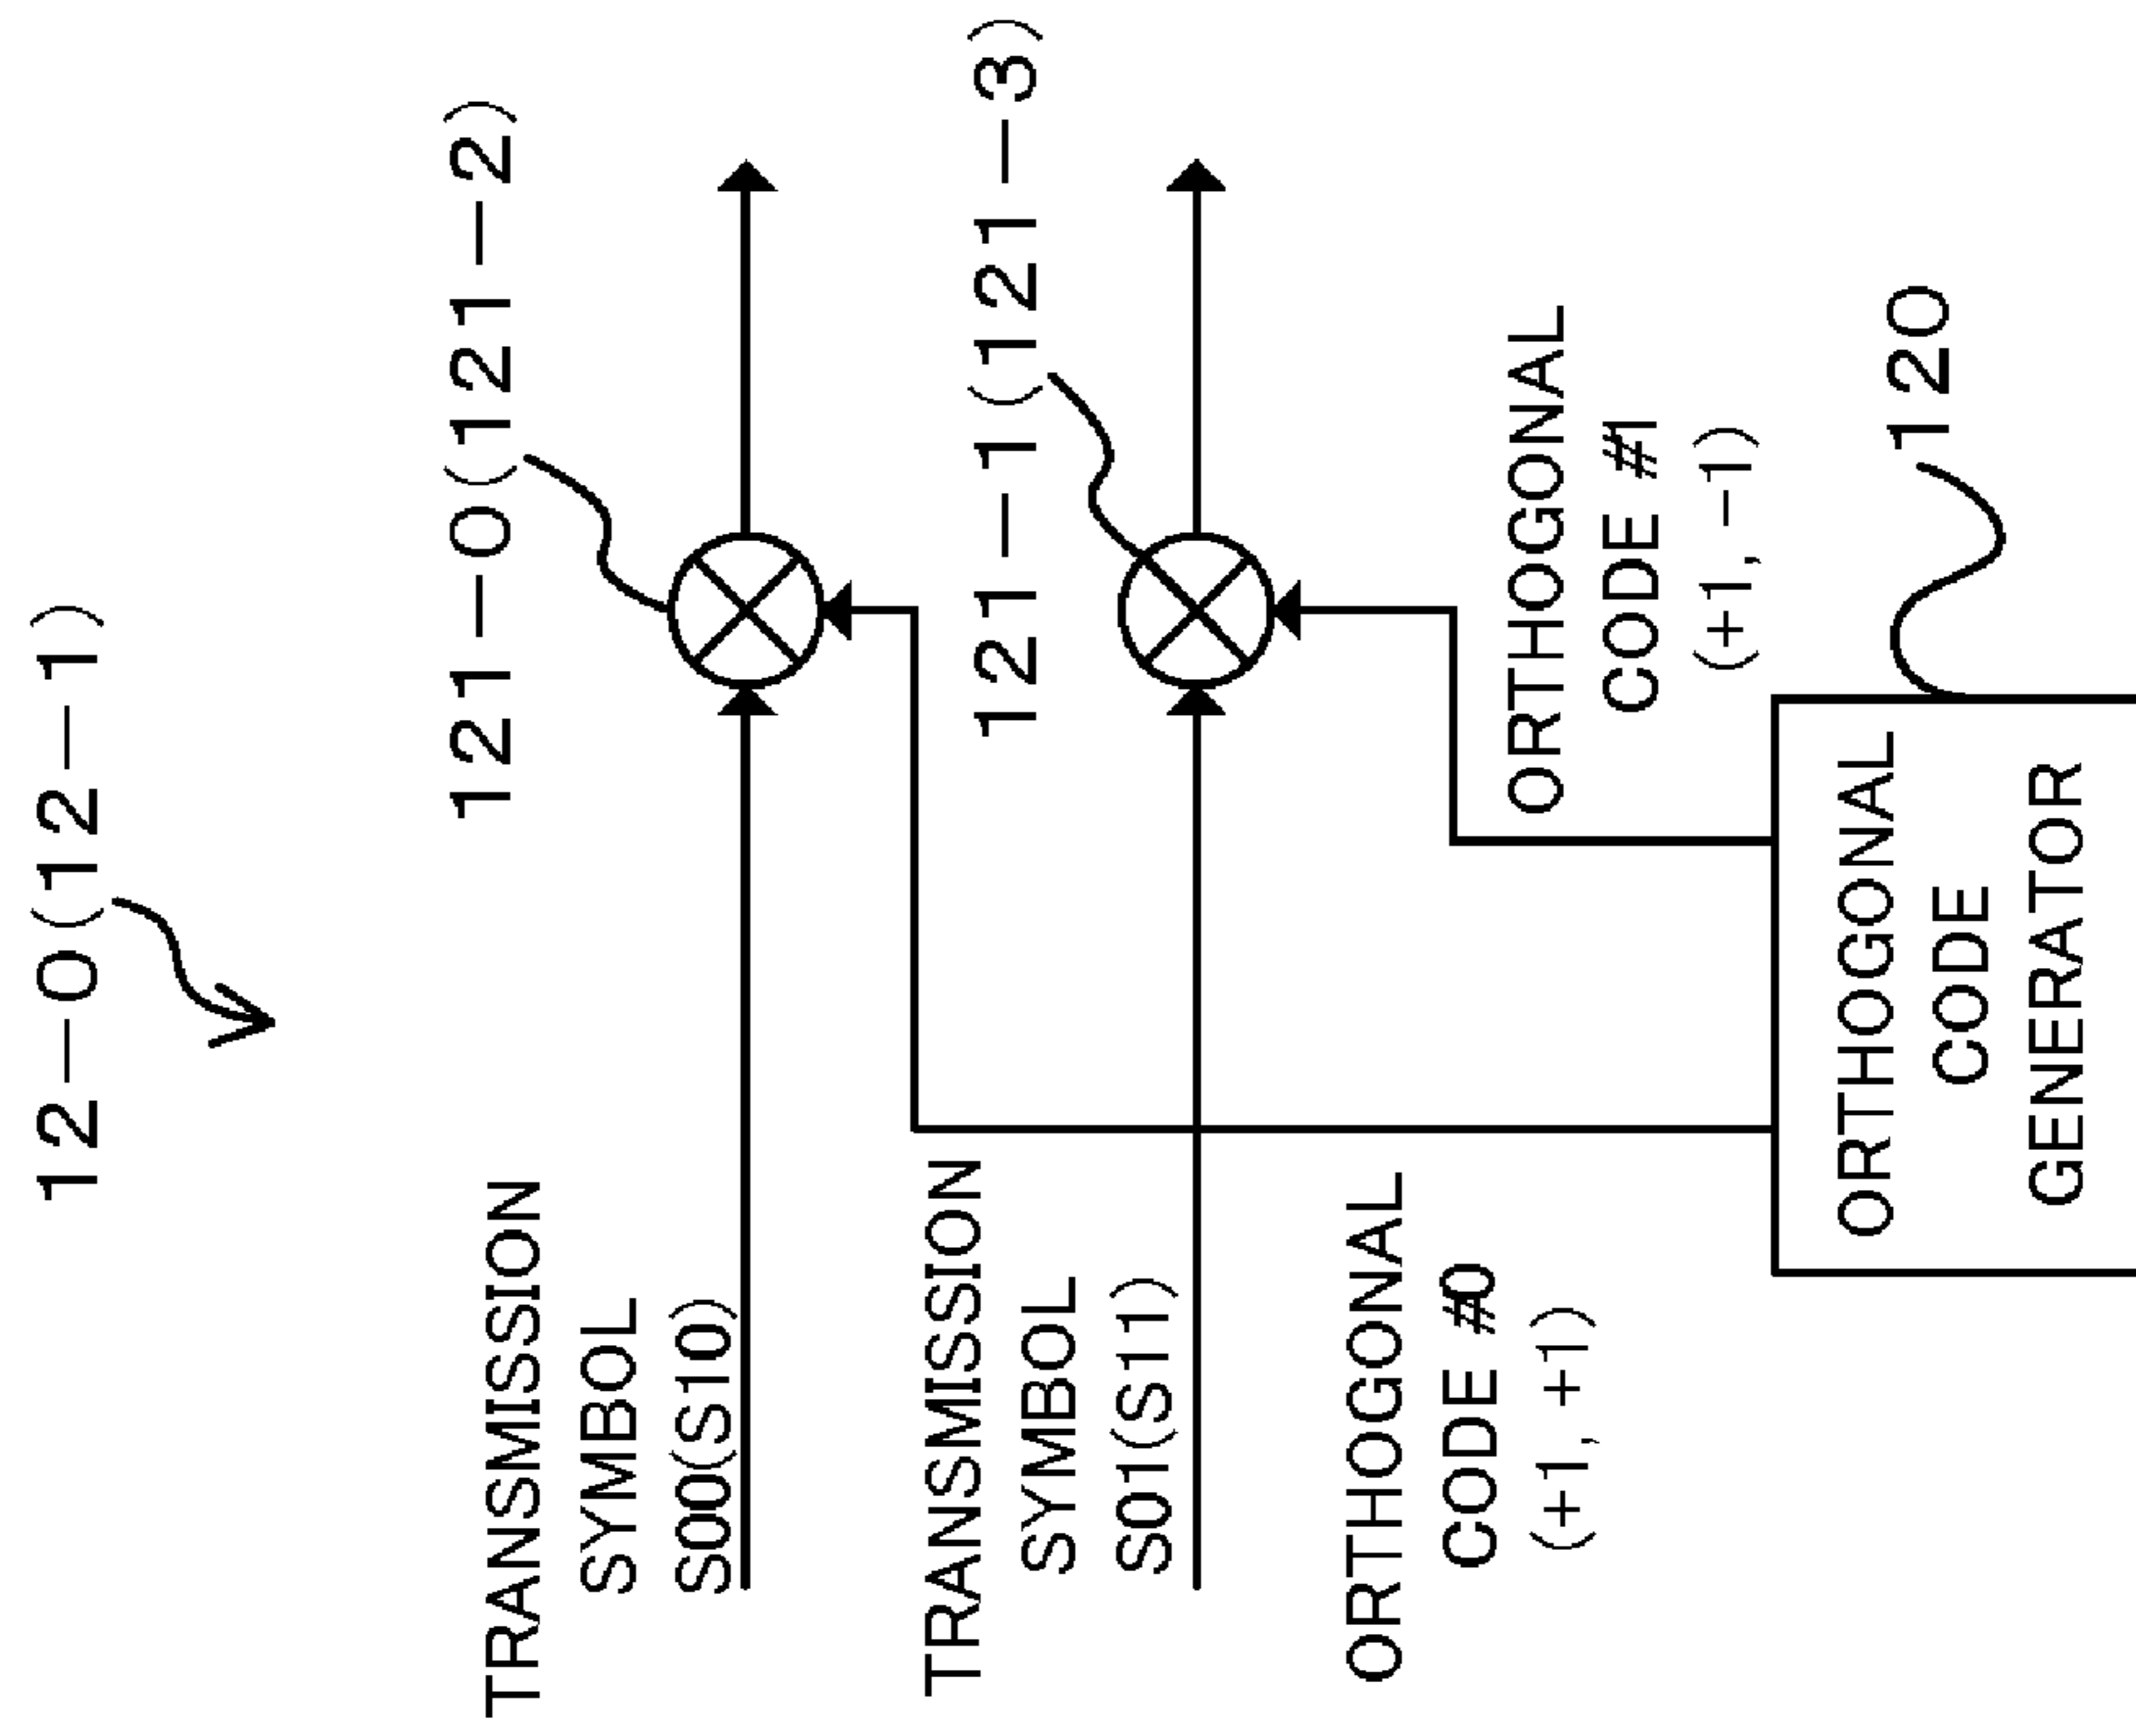 12-0(12-1)
121-0(121-2)
TRANSMISSION
SYMBOL
S00(S10)
121-1(121-3)
TRANSMISSION
SYMBOL
S01(S11)
ORTHOGONAL
CODE #0
(+1, +1)
ORTHOGONAL
CODE #1
(+1,-1)
120
ORTHOGONAL
CODE
GENERATOR